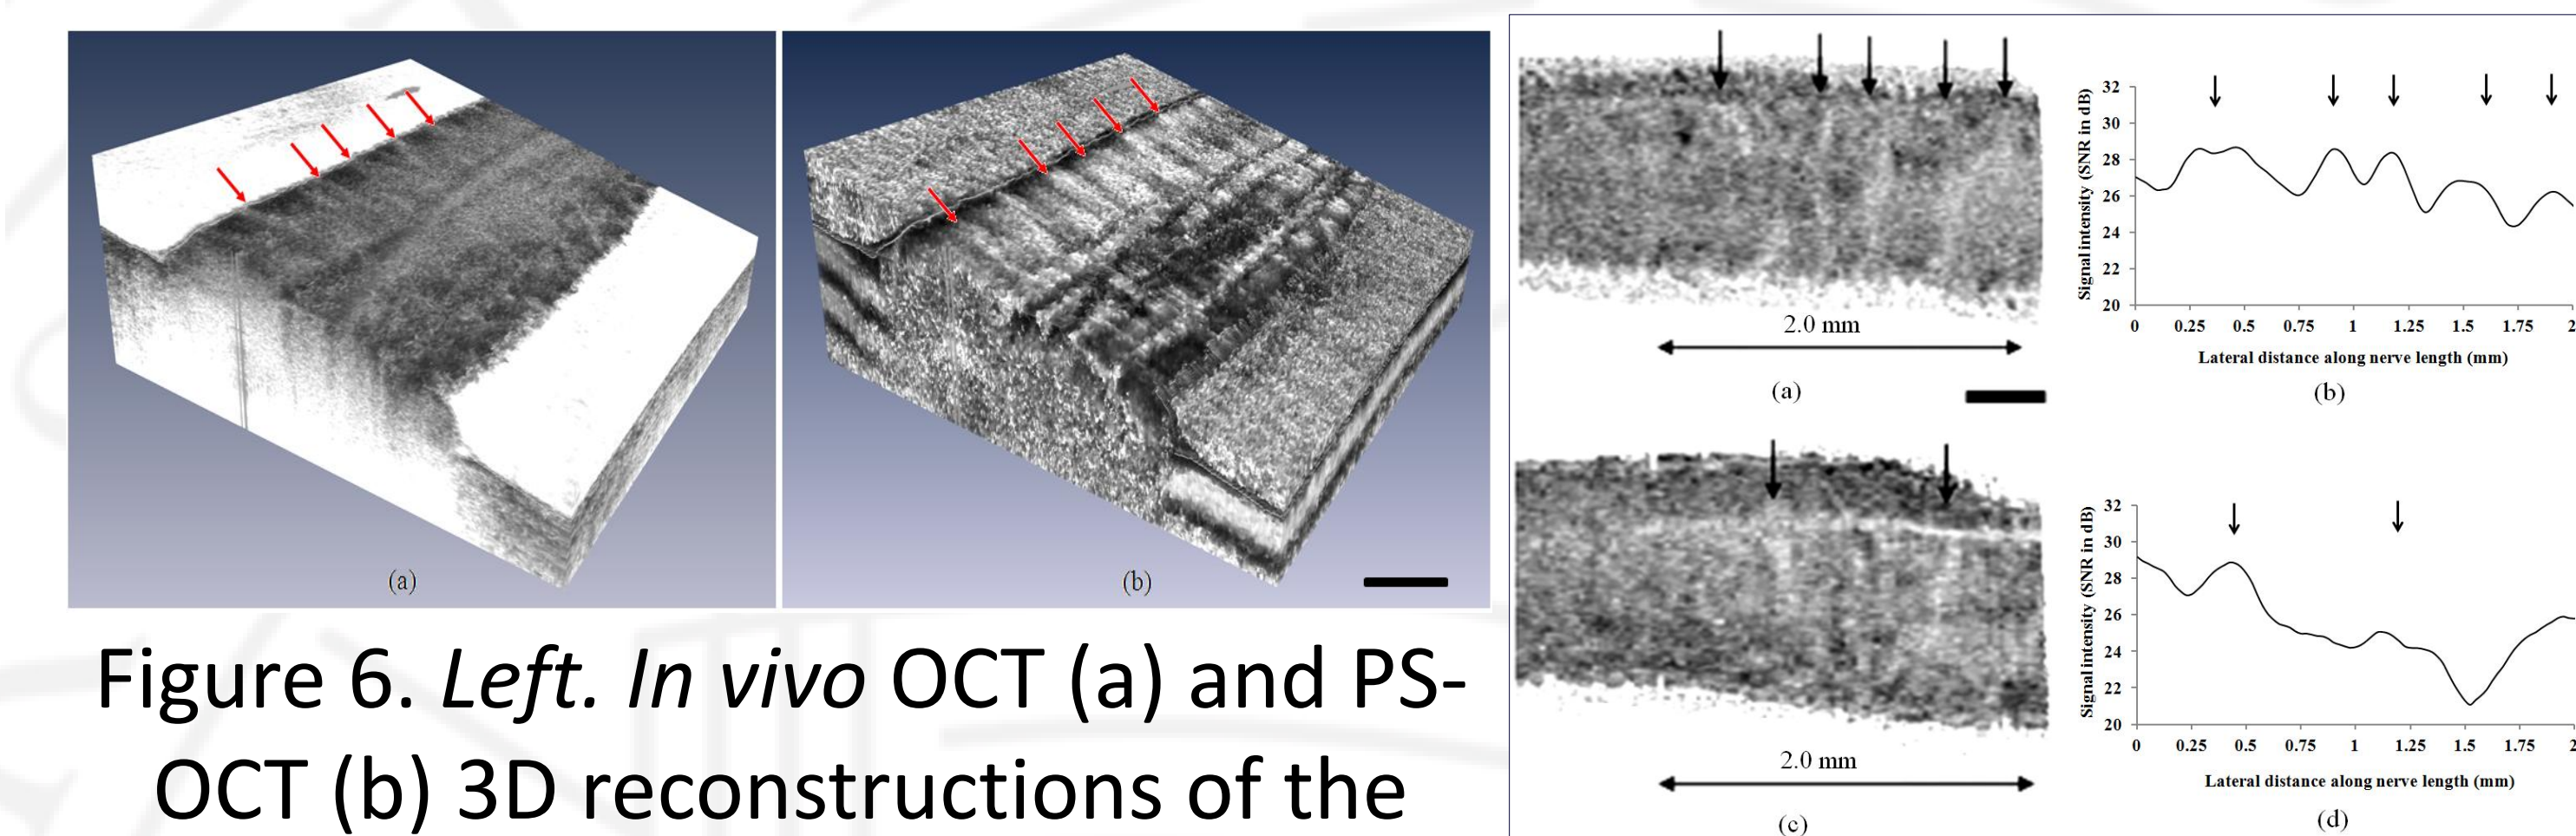 (a)
(b)
Figure 6. Left. In vivo OCT (a) and PS-
OCT (b) 3D reconstructions of the
2.0 mm
(a)
Signal intensity (SNR in dB)
32
30
28
26
24
22
20
0 0.25 0.5 0.75 1 1.25 1.5 1.75 2
Lateral distance along nerve length (mm)
(b)
2.0 mm
(c)
Signal intensity (SNR in dB)
32
30
28
26
24
22
20
0 0.25 0.5 0.75 1 1.25 1.5 1.75 2
Lateral distance along nerve length (mm)
(d)